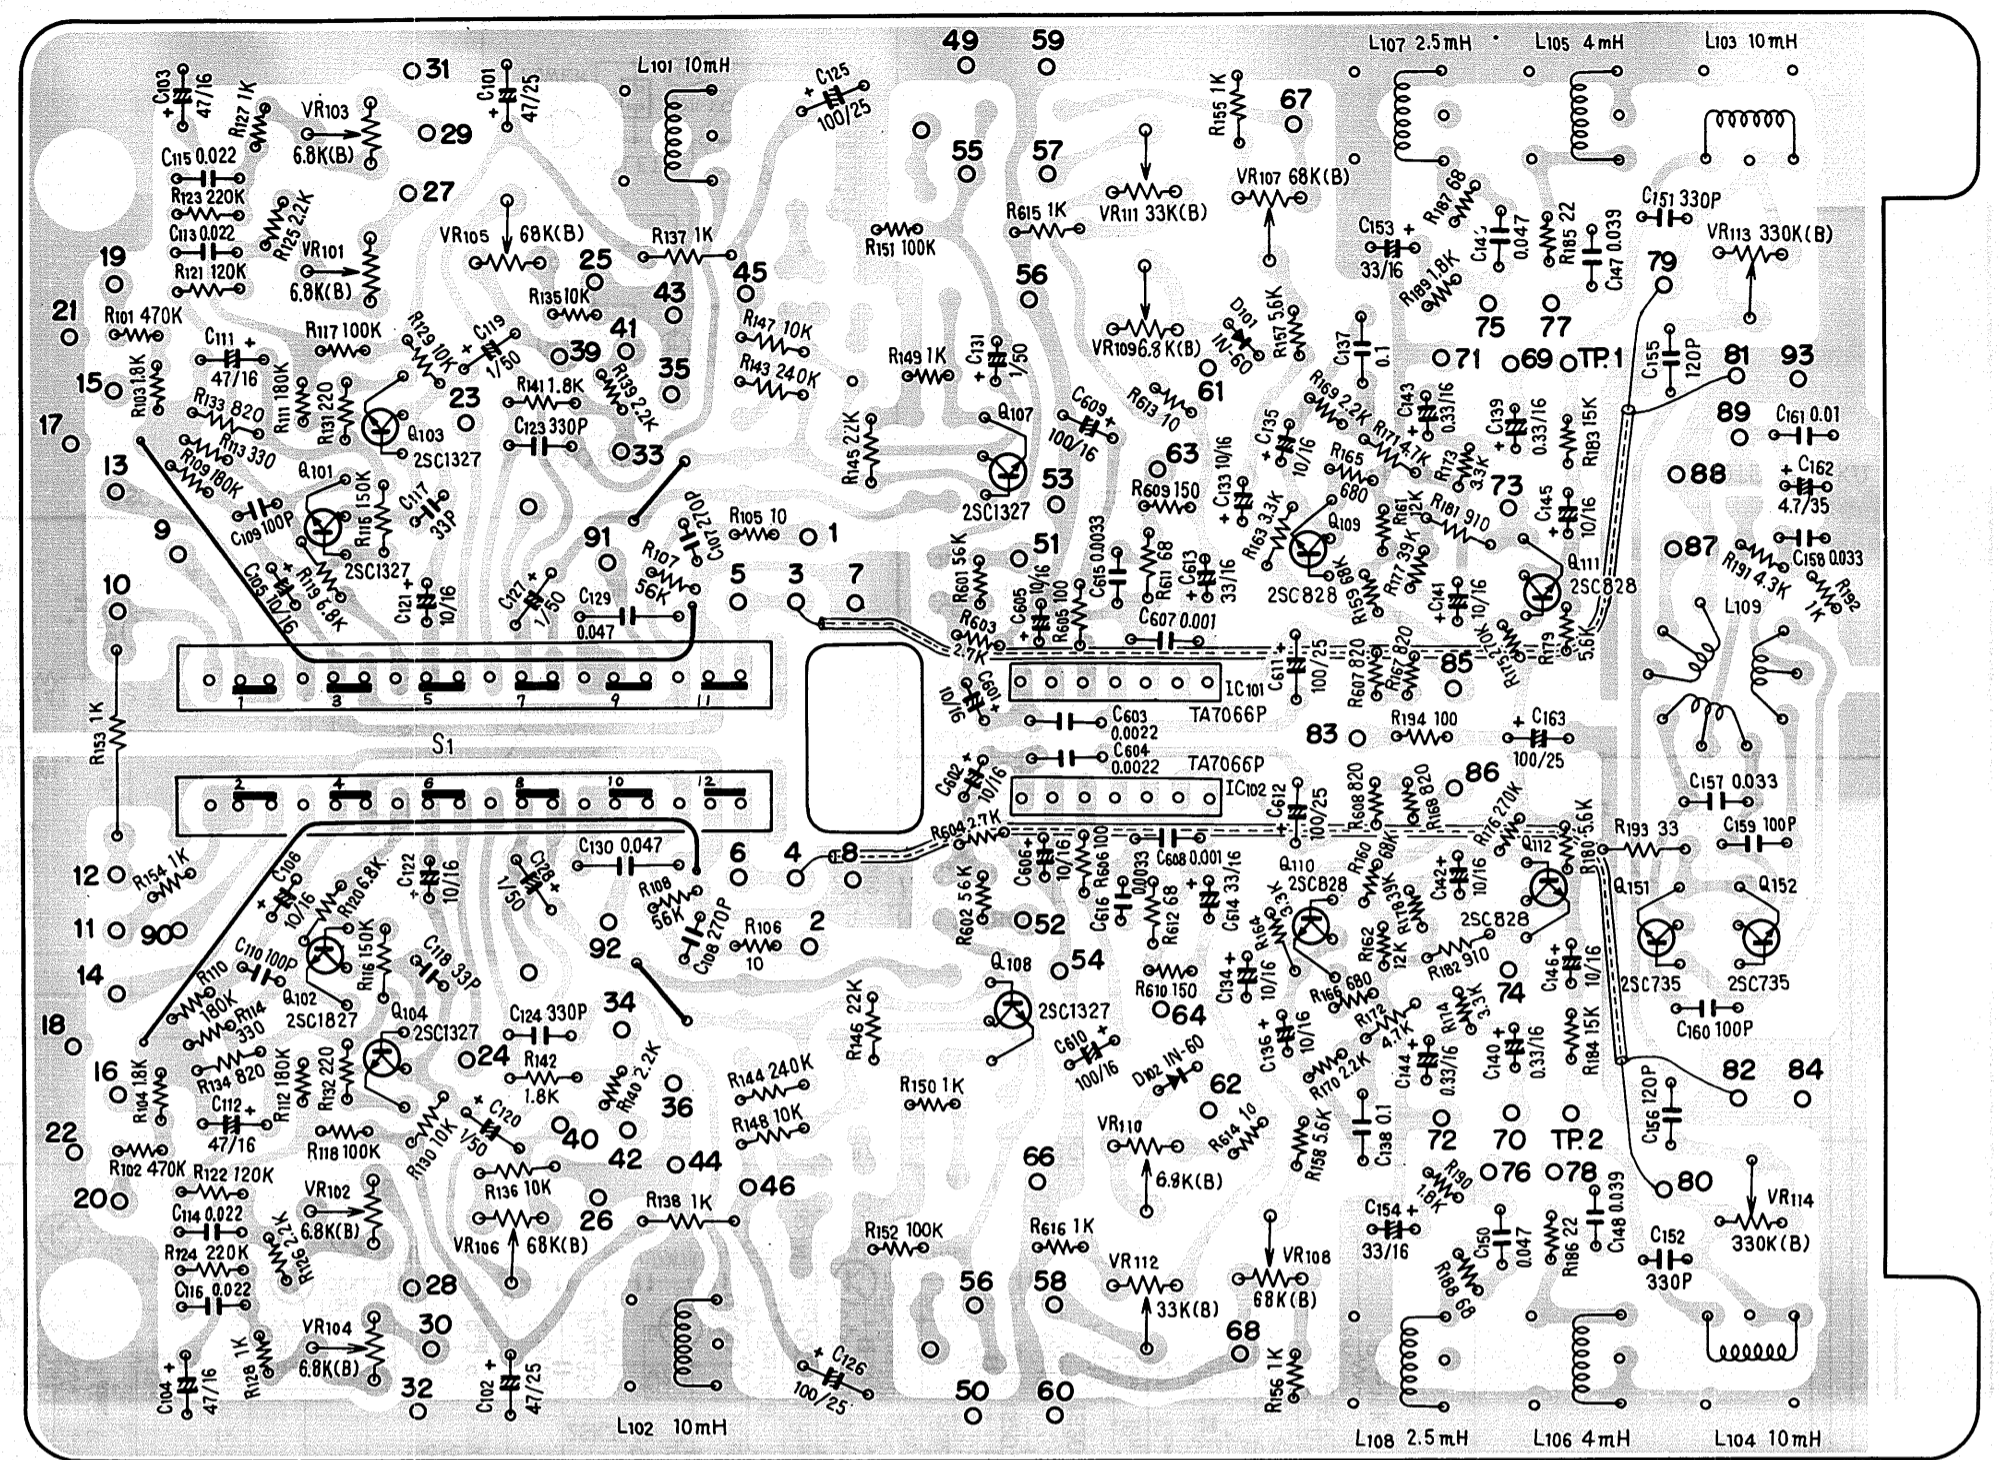 49
59
L107 2.5mH
L105 4mH
L103 10mH
C103 47/16
31
C101 47/25
L101 10mH
C125 100/25
R127 1K
VR103
6.8K(B)
29
R155 1K
67
C115 0.022
R123 220K
27
55
57
VR107 68K(B)
R187 68
C151 330P
C113 0.022
R125 2.2K
VR101
6.8K(B)
VR105 68K(B)
R137 1K
R151 100K
R615 1K
VR111 33K(B)
C153
33/16
0.047
R185 22
C147 0.039
VR113 330K(B)
19
R121 120K
25
45
56
R189 1.8K
79
21
R101 470K
R117 100K
R129 10K
C119
1/50
R135 10K
43
41
39
R147 10K
D101
IN-60
R157 5.6K
C137
0.1
75
77
C111
47/16
VR109 6.8K(B)
R149 1K
C131
1/50
71
69
TP.1
C155
120P
81
93
15
R103 1.8K
R133 820
R111 180K
R131 220
23
R141 1.8K
R139 2.2K
35
R143 240K
61
R613 10
R169 2.2K
C143
0.33/16
C139
0.33/16
R183 15K
89
C161 0.01
17
R113 330
R109 180K
Q103
2SC1327
C123 330P
33
R145 22K
Q107
2SC1327
C609
100/16
C135
10/16
R171 4.7K
R173
3.3K
R165
680
63
13
Q101
2SC1327
C109 100P
R115 150K
C117
33P
53
R609 150
C133 10/16
73
88
C162
4.7/35
9
C105 10/16
R119 6.8K
91
R107
56K
C107 270P
R105 10
1
51
R163 3.3K
Q109
2SC828
R161
12K
R181 910
C145
10/16
87
C158 0.033
R191 4.3K
R192
1K
10
C121
10/16
C127
1/50
C129
0.047
5
3
7
R601 56K
C605
10/16
R605 100
C615 0.0033
R611 68
C613
33/16
R159 68K
R177 39K
C141
10/16
Q111
2SC828
L109
R603
2.7K
C607 0.001
R175 270K
R179
5.6K
1
3
5
7
9
11
C601
10/16
IC101
TA7066P
C611
100/25
R607 820
R167 820
85
R153 1K
S1
C603
0.0022
C604
0.0022
83
R194 100
C163
100/25
2
4
6
8
10
12
C602
10/16
TA7066P
IC102
C612
100/25
R608 820
R168 820
86
R176 270K
C157 0.033
12
R154 1K
C106
10/16
R120 6.8K
C122
10/16
C128
1/50
C130 0.047
R108
56K
6
4
8
R604 2.7K
C606
10/16
R606 100
C608 0.001
Q110
2SC828
R160
68K
C142
10/16
Q112
2SC828
R180 5.6K
R193 33
C159 100P
11
90
C110 100P
R116 150K
C118 33P
92
C108 270P
R106
10
2
R602 56K
52
C616
0.0033
R612 68
C614 33/16
R164
3.3K
R162
12K
R178 39K
R182 910
Q151
2SC735
Q152
2SC735
14
R110
180K
Q102
2SC1827
Q108
2SC1327
54
R610 150
C134
10/16
R166 680
74
C146
10/16
18
R114
330
Q104
2SC1327
C124 330P
34
R146 22K
64
C610
100/16
C136
10/16
R172
4.7K
R174
3.3K
C160 100P
16
R104 1.8K
R134 820
R112 180K
R132 220
24
R142
1.8K
R140 2.2K
36
R144 240K
R150 1K
D102 IN-60
62
R170 2.2K
C144
0.33/16
C140
0.33/16
R184 15K
82
84
C112
47/16
R130 10K
C120
1/50
40
42
R148 10K
VR110
6.8K(B)
R614 10
R158 5.6K
C138 0.1
72
70
TP.2
C156 120P
22
R102 470K
R118 100K
44
66
R190
1.8K
76
78
80
20
R122 120K
VR102
6.8K(B)
R136 10K
26
46
C114 0.022
R124 220K
R126 2.2K
VR106
68K(B)
R138 1K
R152 100K
R616 1K
C154
33/16
C150
0.047
R186 22
C148 0.039
C152
330P
VR114
330K(B)
C116 0.022
28
56
58
VR112
33K(B)
VR108
68K(B)
R188 68
VR104
6.8K(B)
30
68
C104
47/16
R128 1K
32
C102
47/25
C126
100/25
50
60
R156 1K
L102 10mH
L108 2.5mH
L106 4mH
L104 10mH